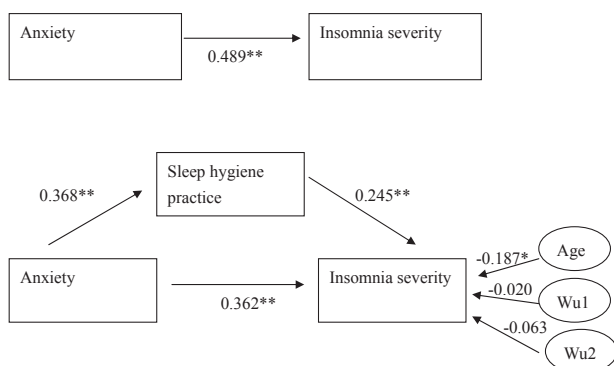 Anxiety
Insomnia severity
0.489**
Sleep hygiene
practice
0.368**
0.245**
Anxiety
Insomnia severity
0.362**
-0.187*
Age
-0.020
Wu1
-0.063
Wu2